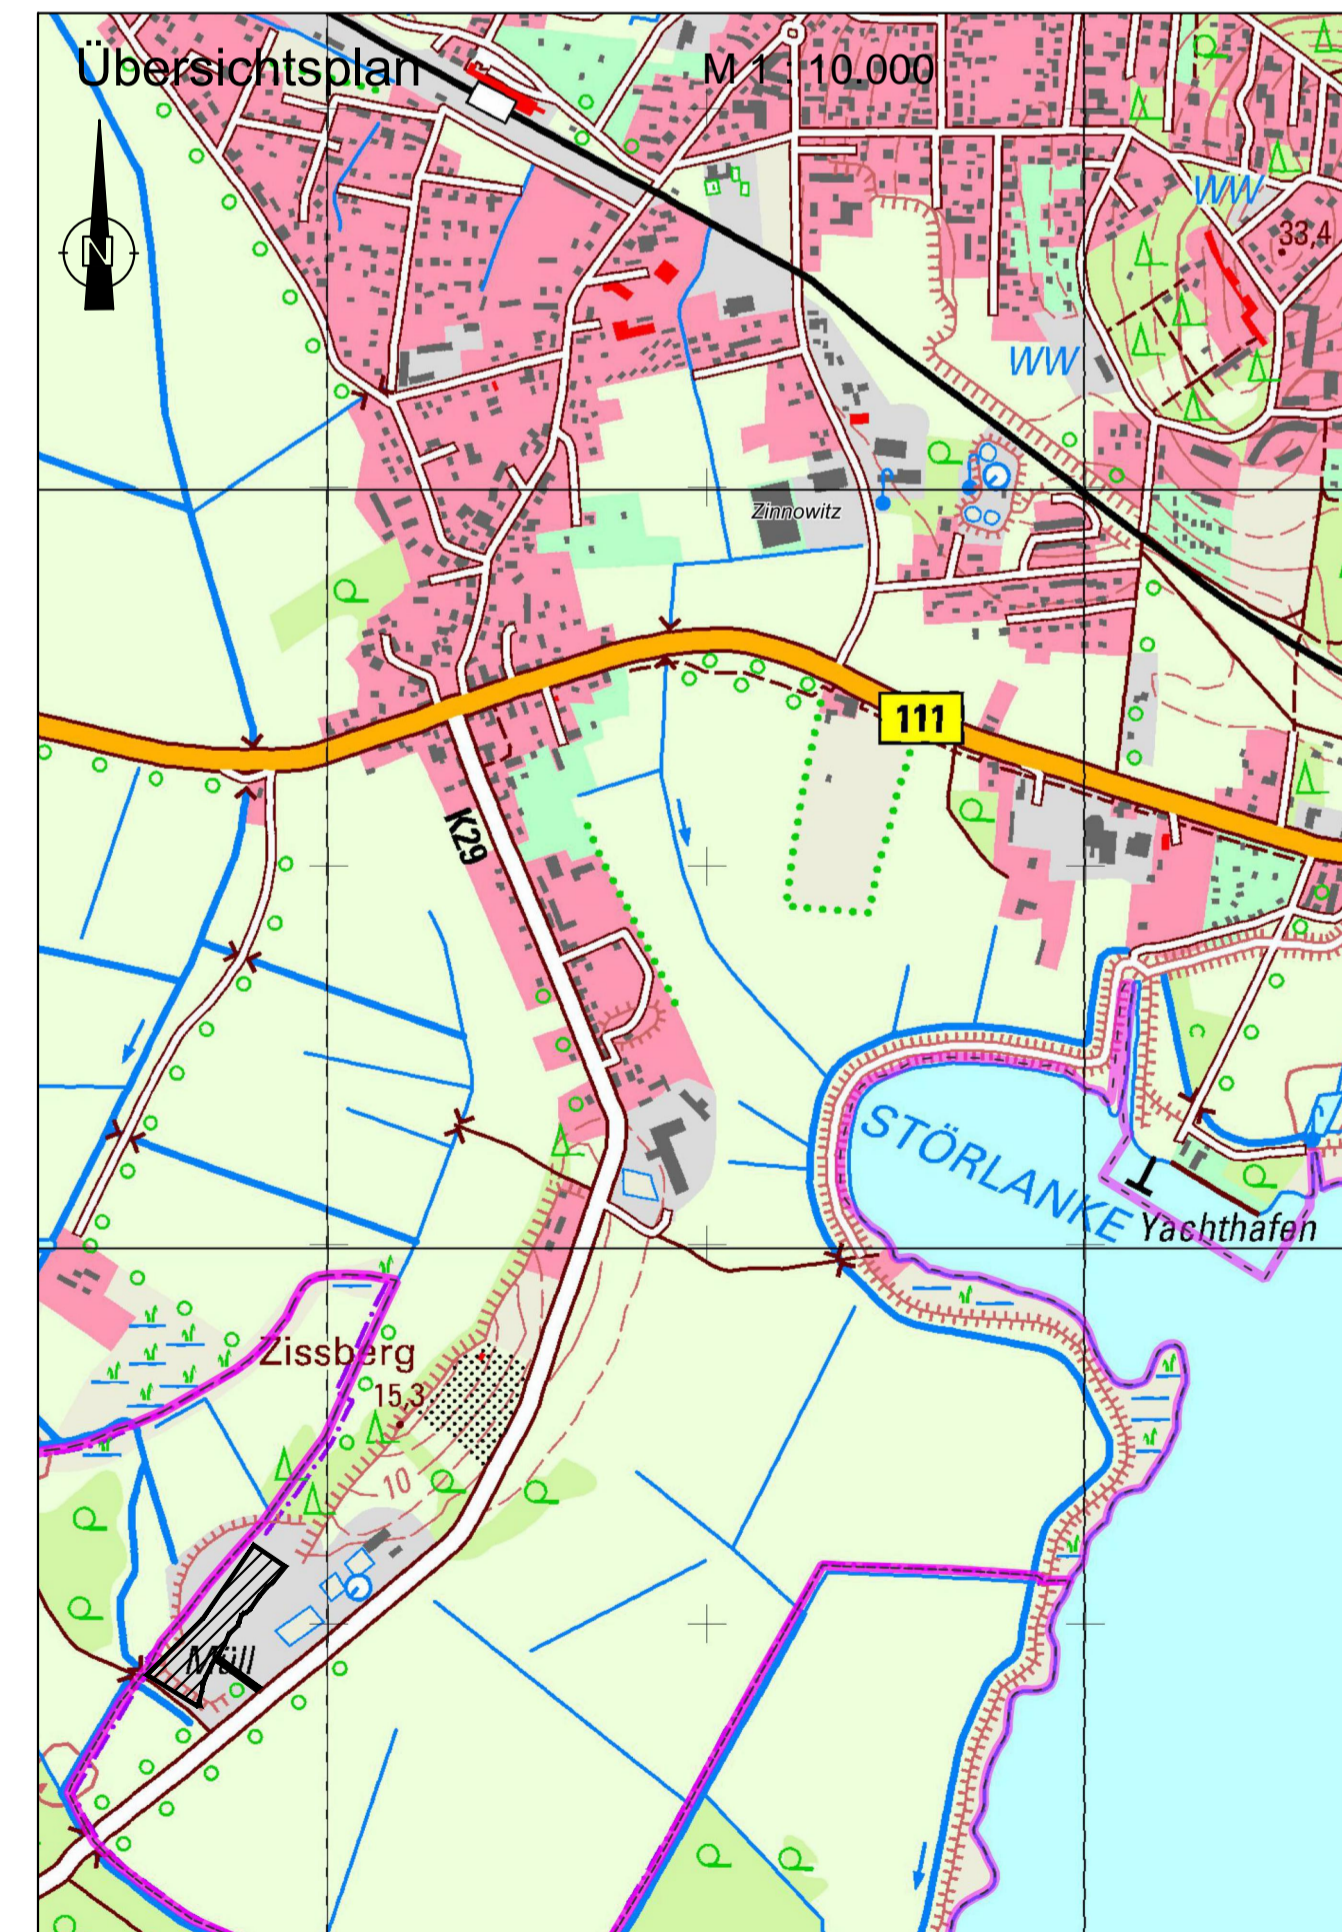 Übersichtsplan
M 1 : 10.000
N
WW
33,4
WW
Zinnowitz
111
K29
STÖRLANKE
Yachthafen
Zissberg
15,3
10
Müll